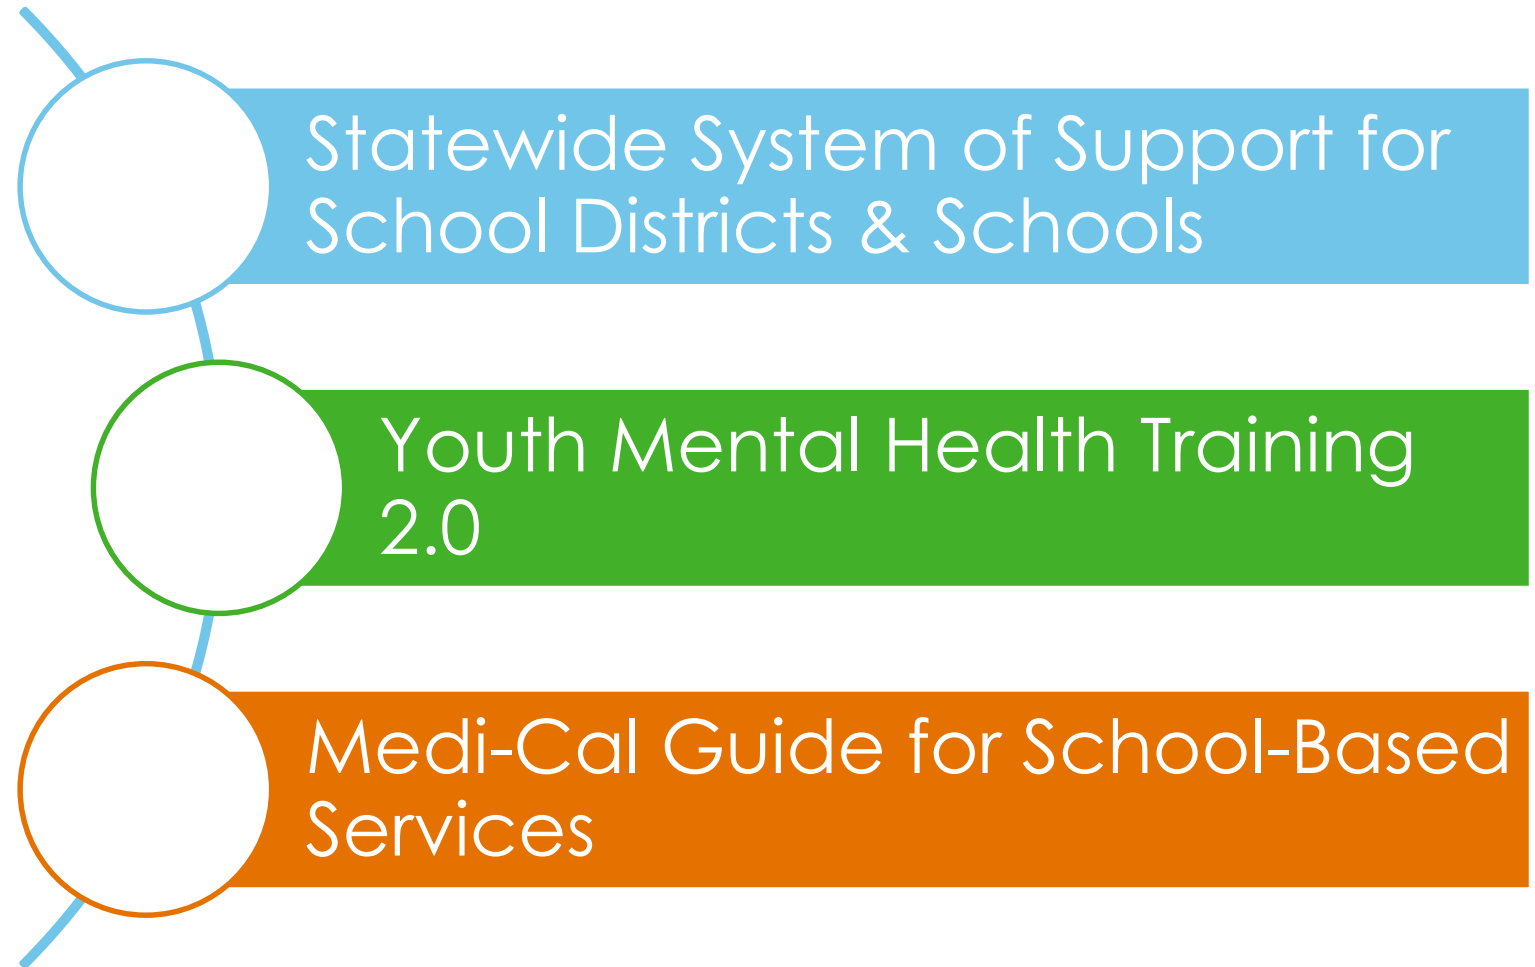 Statewide System of Support for
School Districts & Schools
Youth Mental Health Training
2.0
Medi-Cal Guide for School-Based
Services